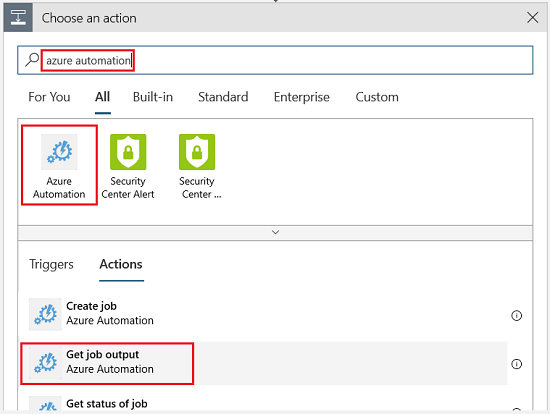 Choose an action
azure automation
For You
All
Built-in
Standard
Enterprise
Custom
Azure
Automation
Security
Center Alert
Security
Center ...
Triggers
Actions
Create job
Azure Automation
Get job output
Azure Automation
Get status of job